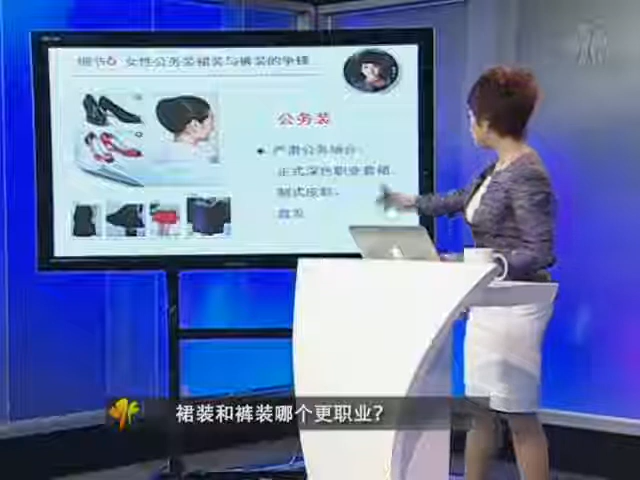 细节6 女性公务装裙装与裤装的争锋
公务装
严肃公务场合：
正式深色职业套裙、
制式皮鞋、
盘发
裙装和裤装哪个更职业？